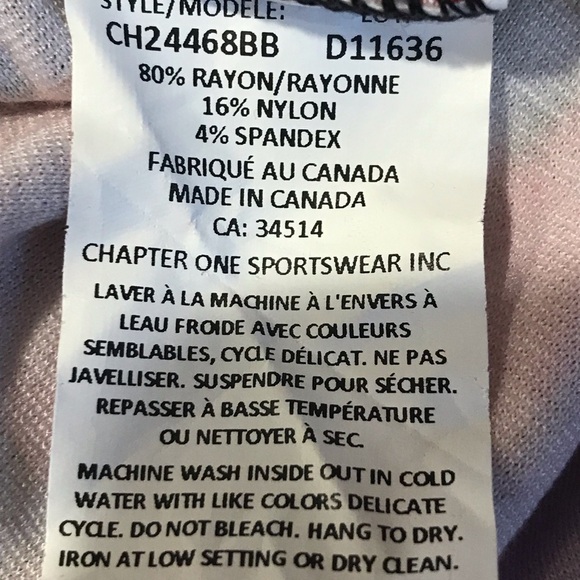 STYLE/MODÈLE:
CH24468BB D11636
80% RAYON/RAYONNE
16% NYLON
4% SPANDEX
FABRIQUÉ AU CANADA
MADE IN CANADA
CA: 34514
CHAPTER ONE SPORTSWEAR INC
LAVER À LA MACHINE À L'ENVERS À
LEAU FROIDE AVEC COULEURS
SEMBLABLES, CYCLE DÉLICAT. NE PAS
JAVELLISER. SUSPENDRE POUR SÉCHER.
REPASSER À BASSE TEMPÉRATURE
OU NETTOYER À SEC.
MACHINE WASH INSIDE OUT IN COLD
WATER WITH LIKE COLORS DELICATE
CYCLE. DO NOT BLEACH. HANG TO DRY.
IRON AT LOW SETTING OR DRY CLEAN.